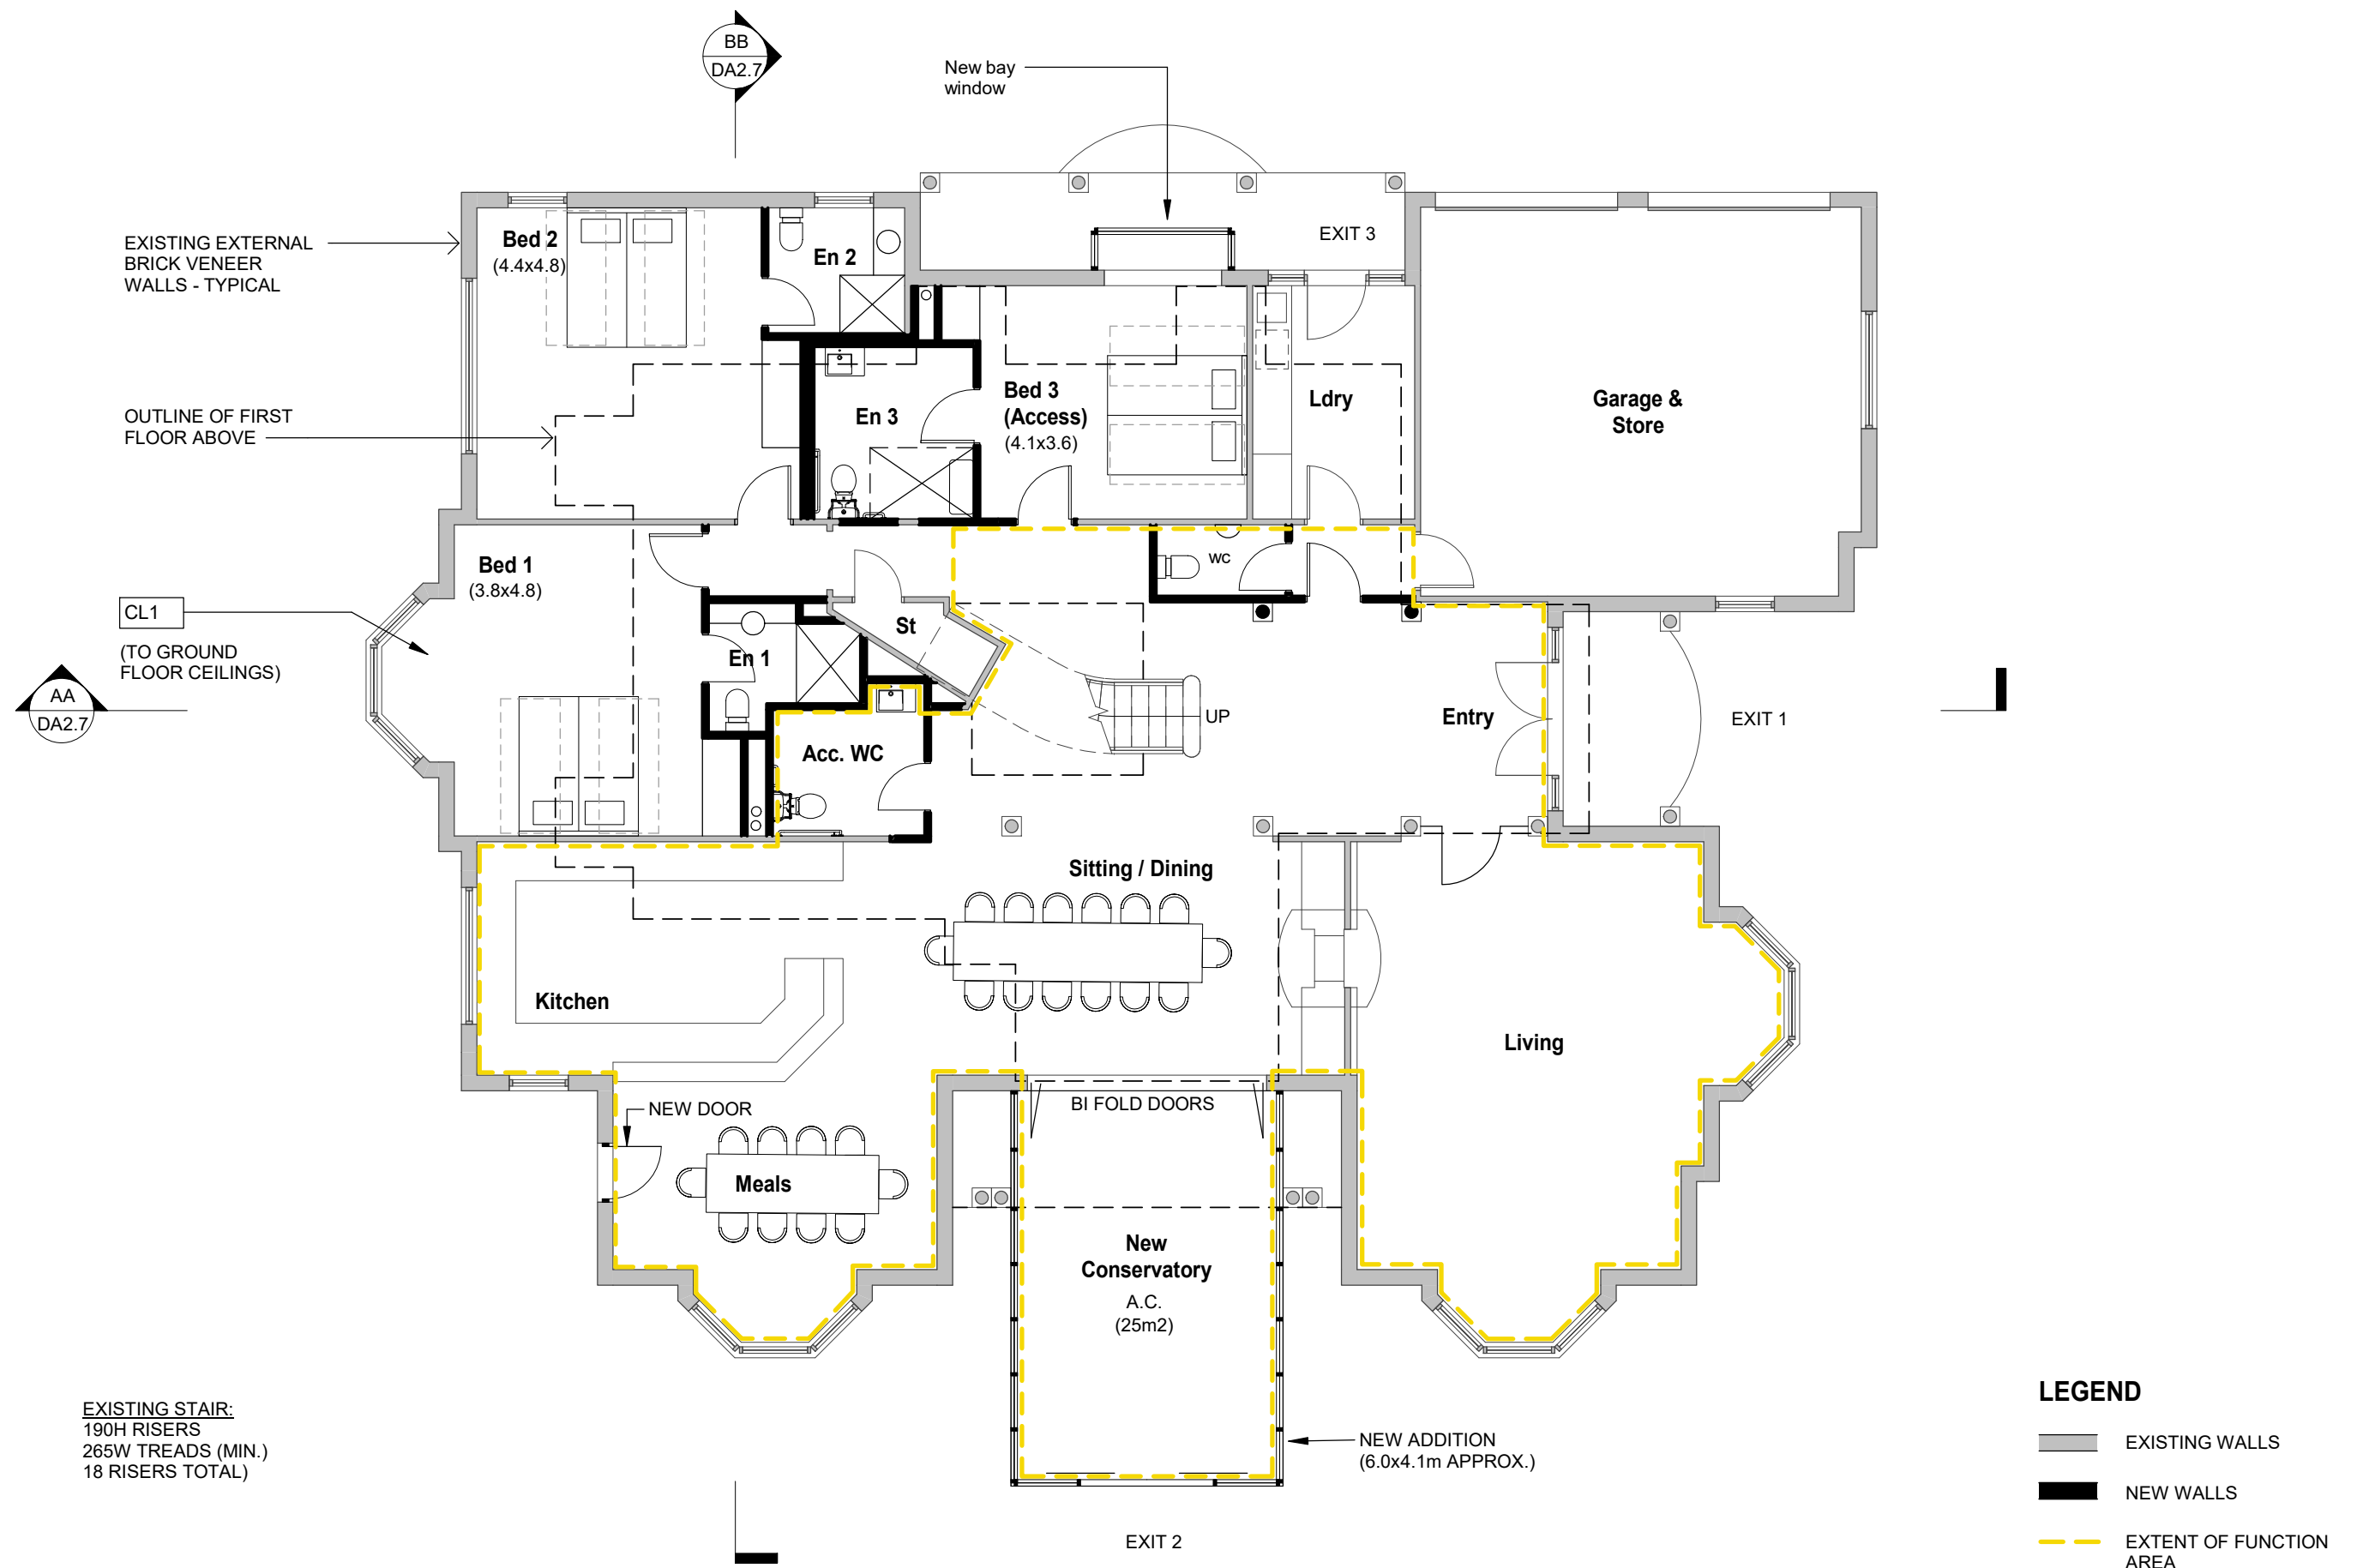 BB
DA2.7
New bay
window
EXISTING EXTERNAL
BRICK VENEER
WALLS - TYPICAL
Bed 2
(4.4x4.8)
En 2
EXIT 3
OUTLINE OF FIRST
FLOOR ABOVE
En 3
Bed 3
(Access)
(4.1x3.6)
Ldry
Garage &
Store
Bed 1
(3.8x4.8)
WC
CL1
(TO GROUND
FLOOR CEILINGS)
St
En 1
AA
DA2.7
UP
Entry
EXIT 1
Acc. WC
Sitting / Dining
Kitchen
Living
NEW DOOR
BI FOLD DOORS
Meals
New
Conservatory
A.C.
(25m2)
EXISTING STAIR:
190H RISERS
265W TREADS (MIN.)
18 RISERS TOTAL)
NEW ADDITION
(6.0x4.1m APPROX.)
EXIT 2
LEGEND
EXISTING WALLS
NEW WALLS
EXTENT OF FUNCTION
AREA